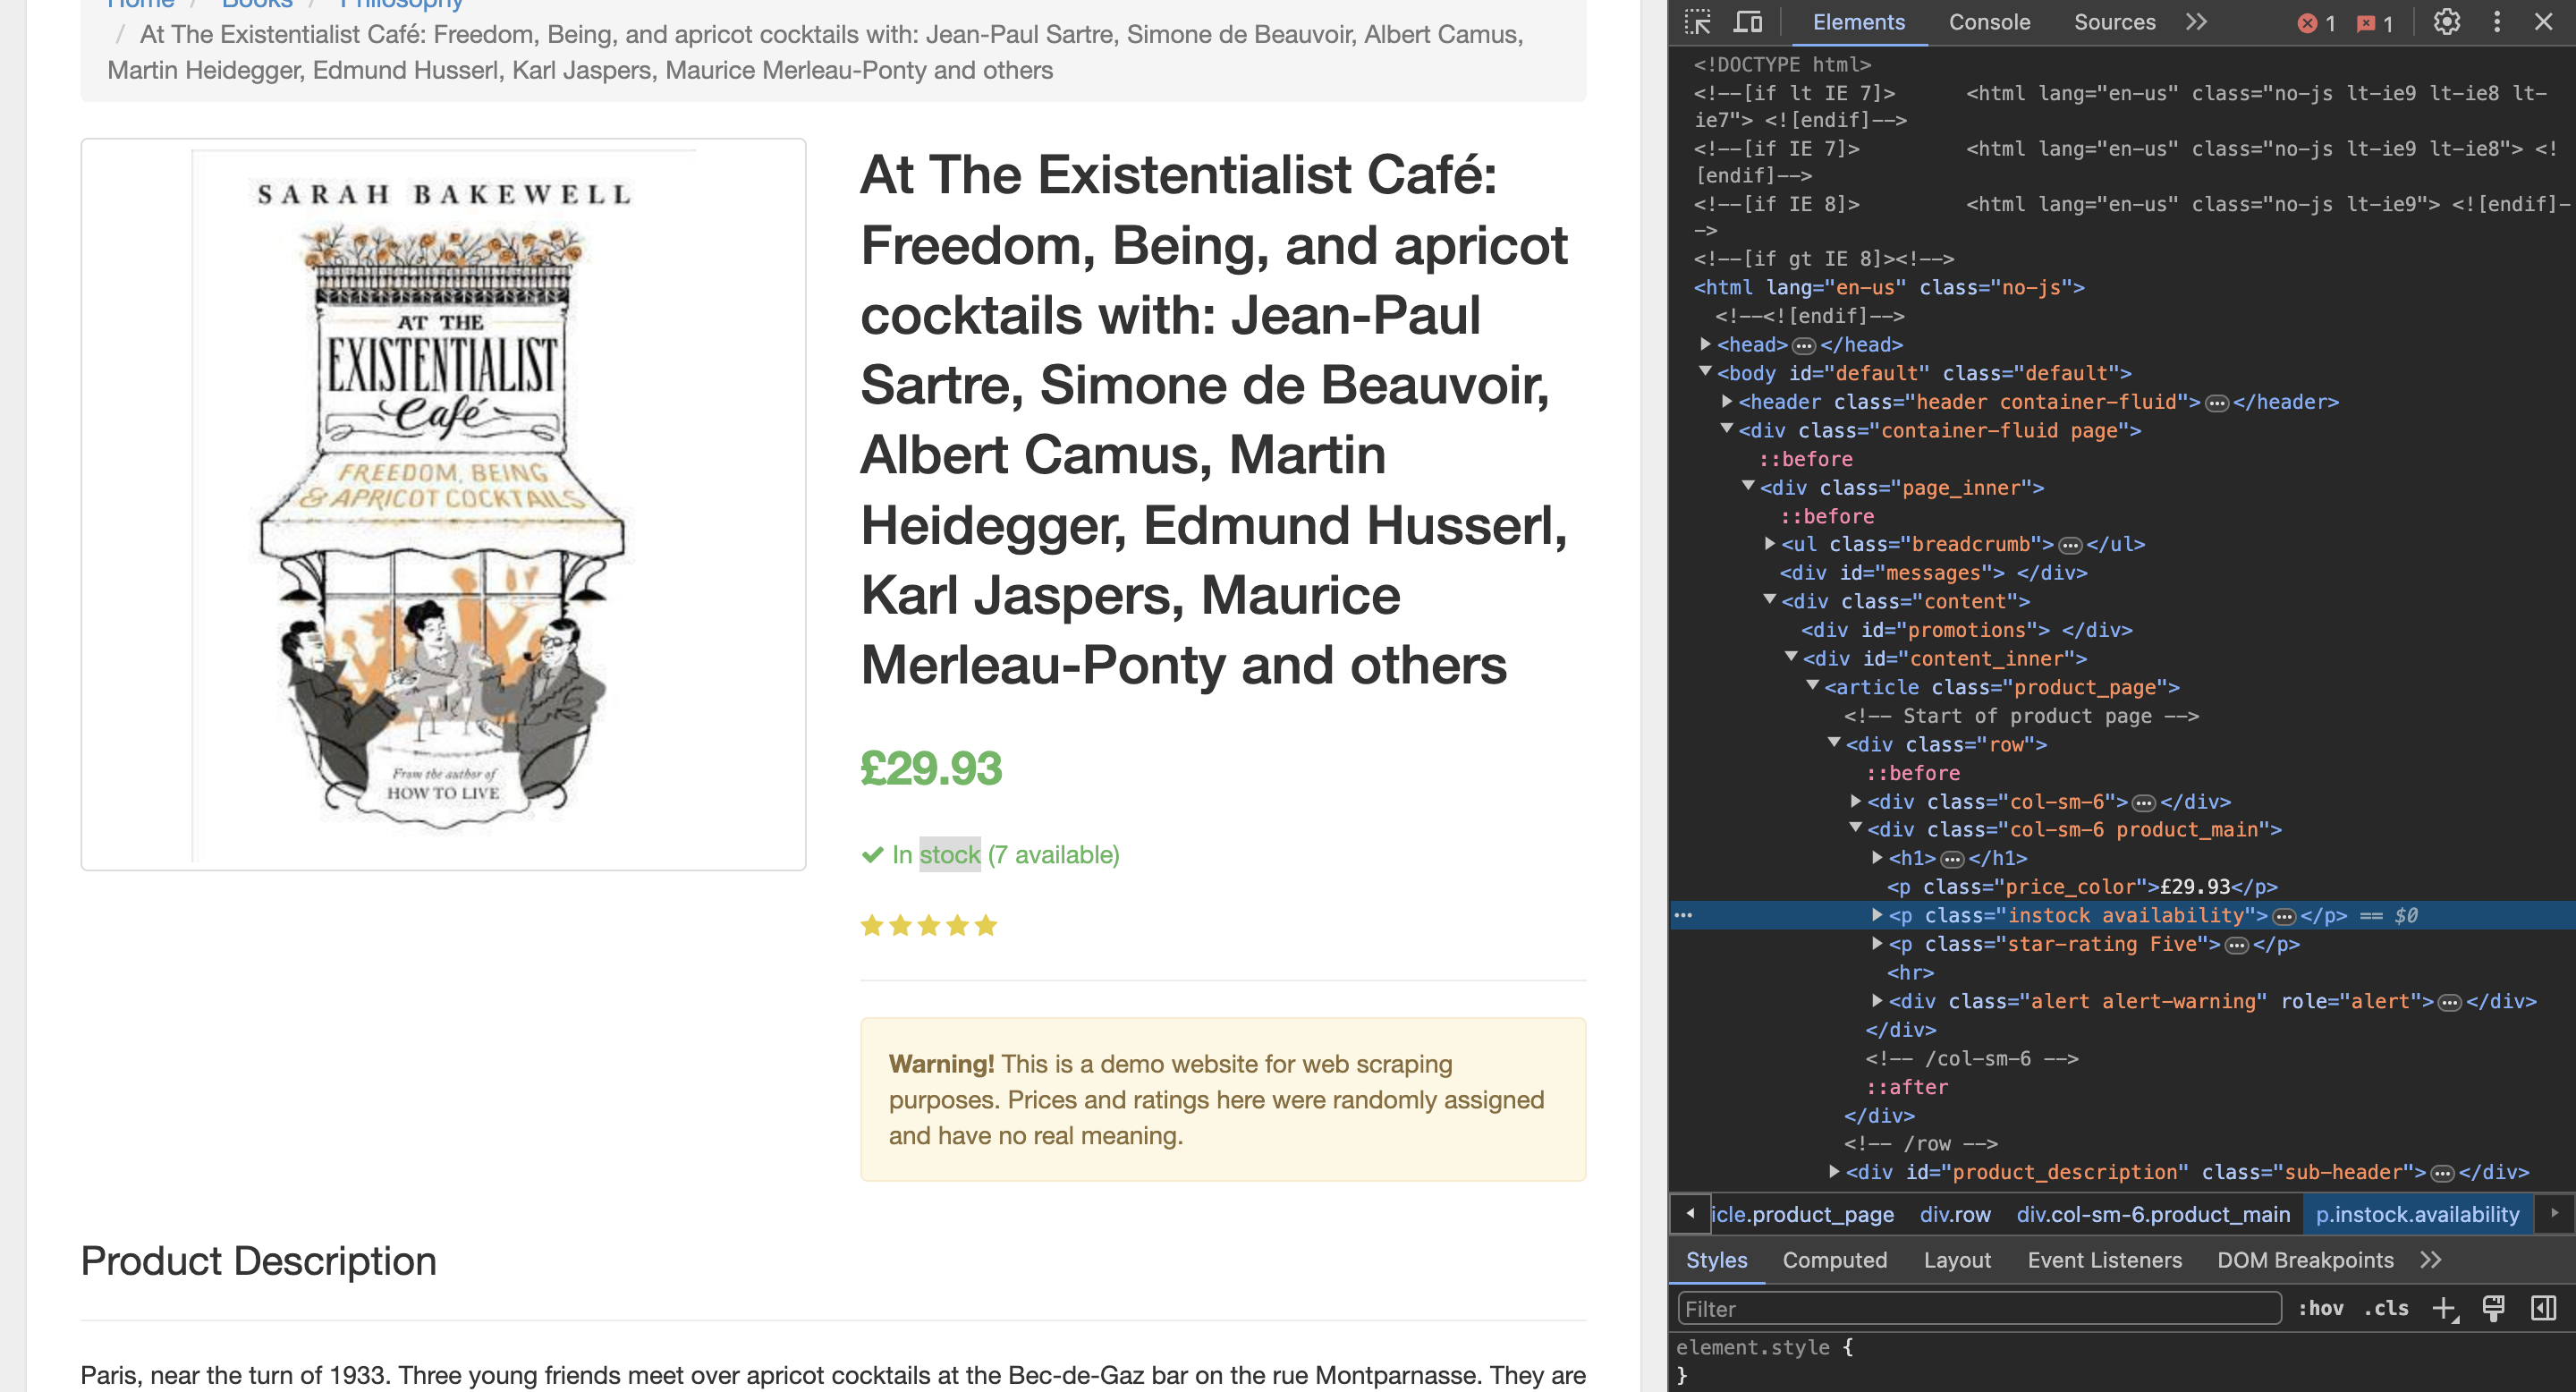 Home / Books / Philosophy
/ At The Existentialist Café: Freedom, Being, and apricot cocktails with: Jean-Paul Sartre, Simone de Beauvoir, Albert Camus,
Martin Heidegger, Edmund Husserl, Karl Jaspers, Maurice Merleau-Ponty and others
SARAH BAKEWELL
AT THE
EXISTENTIALIST
Café
FREEDOM, BEING
& APRICOT COCKTAILS
From the author of
HOW TO LIVE
At The Existentialist Café:
Freedom, Being, and apricot
cocktails with: Jean-Paul
Sartre, Simone de Beauvoir,
Albert Camus, Martin
Heidegger, Edmund Husserl,
Karl Jaspers, Maurice
Merleau-Ponty and others
£29.93
In stock (7 available)
Warning! This is a demo website for web scraping
purposes. Prices and ratings here were randomly assigned
and have no real meaning.
Product Description
Paris, near the turn of 1933. Three young friends meet over apricot cocktails at the Bec-de-Gaz bar on the rue Montparnasse. They are
Elements Console Sources 1 1
<!DOCTYPE html>
<!--[if lt IE 7]> <html lang="en-us" class="no-js lt-ie9 lt-ie8 lt-
ie7"> <![endif]-->
<!--[if IE 7]> <html lang="en-us" class="no-js lt-ie9 lt-ie8"> <!
[endif]-->
<!--[if IE 8]> <html lang="en-us" class="no-js lt-ie9"> <![endif]-
->
<!--[if gt IE 8]><!-->
<html lang="en-us" class="no-js">
<!--<![endif]-->
<head>…</head>
<body id="default" class="default">
<header class="header container-fluid">…</header>
<div class="container-fluid page">
::before
<div class="page_inner">
::before
<ul class="breadcrumb">…</ul>
<div id="messages"> </div>
<div class="content">
<div id="promotions"> </div>
<div id="content_inner">
<article class="product_page">
<!-- Start of product page -->
<div class="row">
::before
<div class="col-sm-6">…</div>
<div class="col-sm-6 product_main">
<h1>…</h1>
<p class="price_color">£29.93</p>
… <p class="instock availability">…</p> == $0
<p class="star-rating Five">…</p>
<hr>
<div class="alert alert-warning" role="alert">…</div>
</div>
<!-- /col-sm-6 -->
::after
</div>
<!-- /row -->
<div id="product_description" class="sub-header">…</div>
icle.product_page div.row div.col-sm-6.product_main p.instock.availability
Styles Computed Layout Event Listeners DOM Breakpoints
Filter :hov .cls
element.style {
}